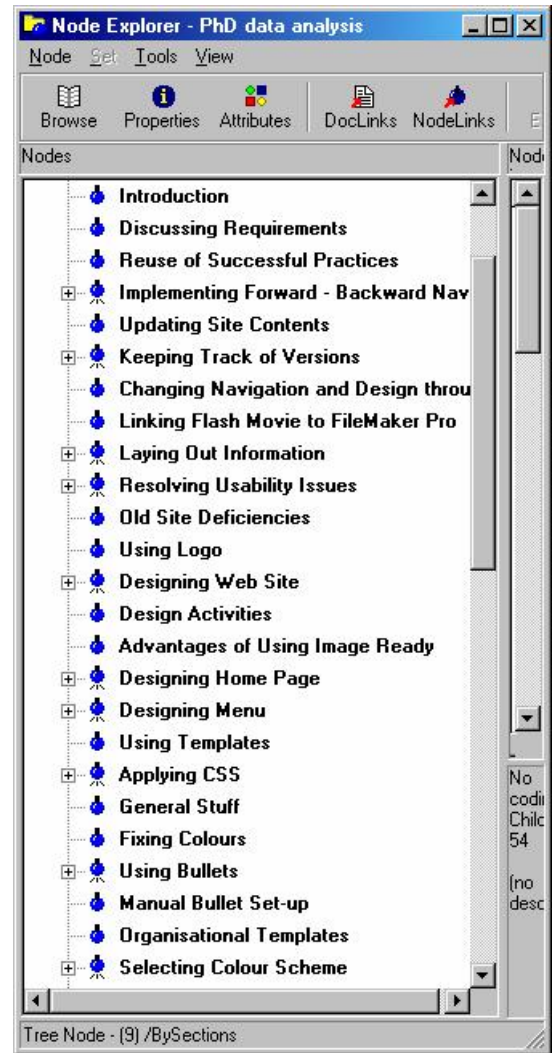 Node Explorer - PhD data analysis
Node Set Tools View
Browse Properties Attributes DocLinks NodeLinks E
Nodes Node
Introduction
Discussing Requirements
Reuse of Successful Practices
Implementing Forward - Backward Nav
Updating Site Contents
Keeping Track of Versions
Changing Navigation and Design throu
Linking Flash Movie to FileMaker Pro
Laying Out Information
Resolving Usability Issues
Old Site Deficiencies
Using Logo
Designing Web Site
Design Activities
Advantages of Using Image Ready
Designing Home Page
Designing Menu
Using Templates
Applying CSS
General Stuff
Fixing Colours
Using Bullets
Manual Bullet Set-up
Organisational Templates
Selecting Colour Scheme
No
codi
Child
54
(no
desc
Tree Node - (9) /BySections